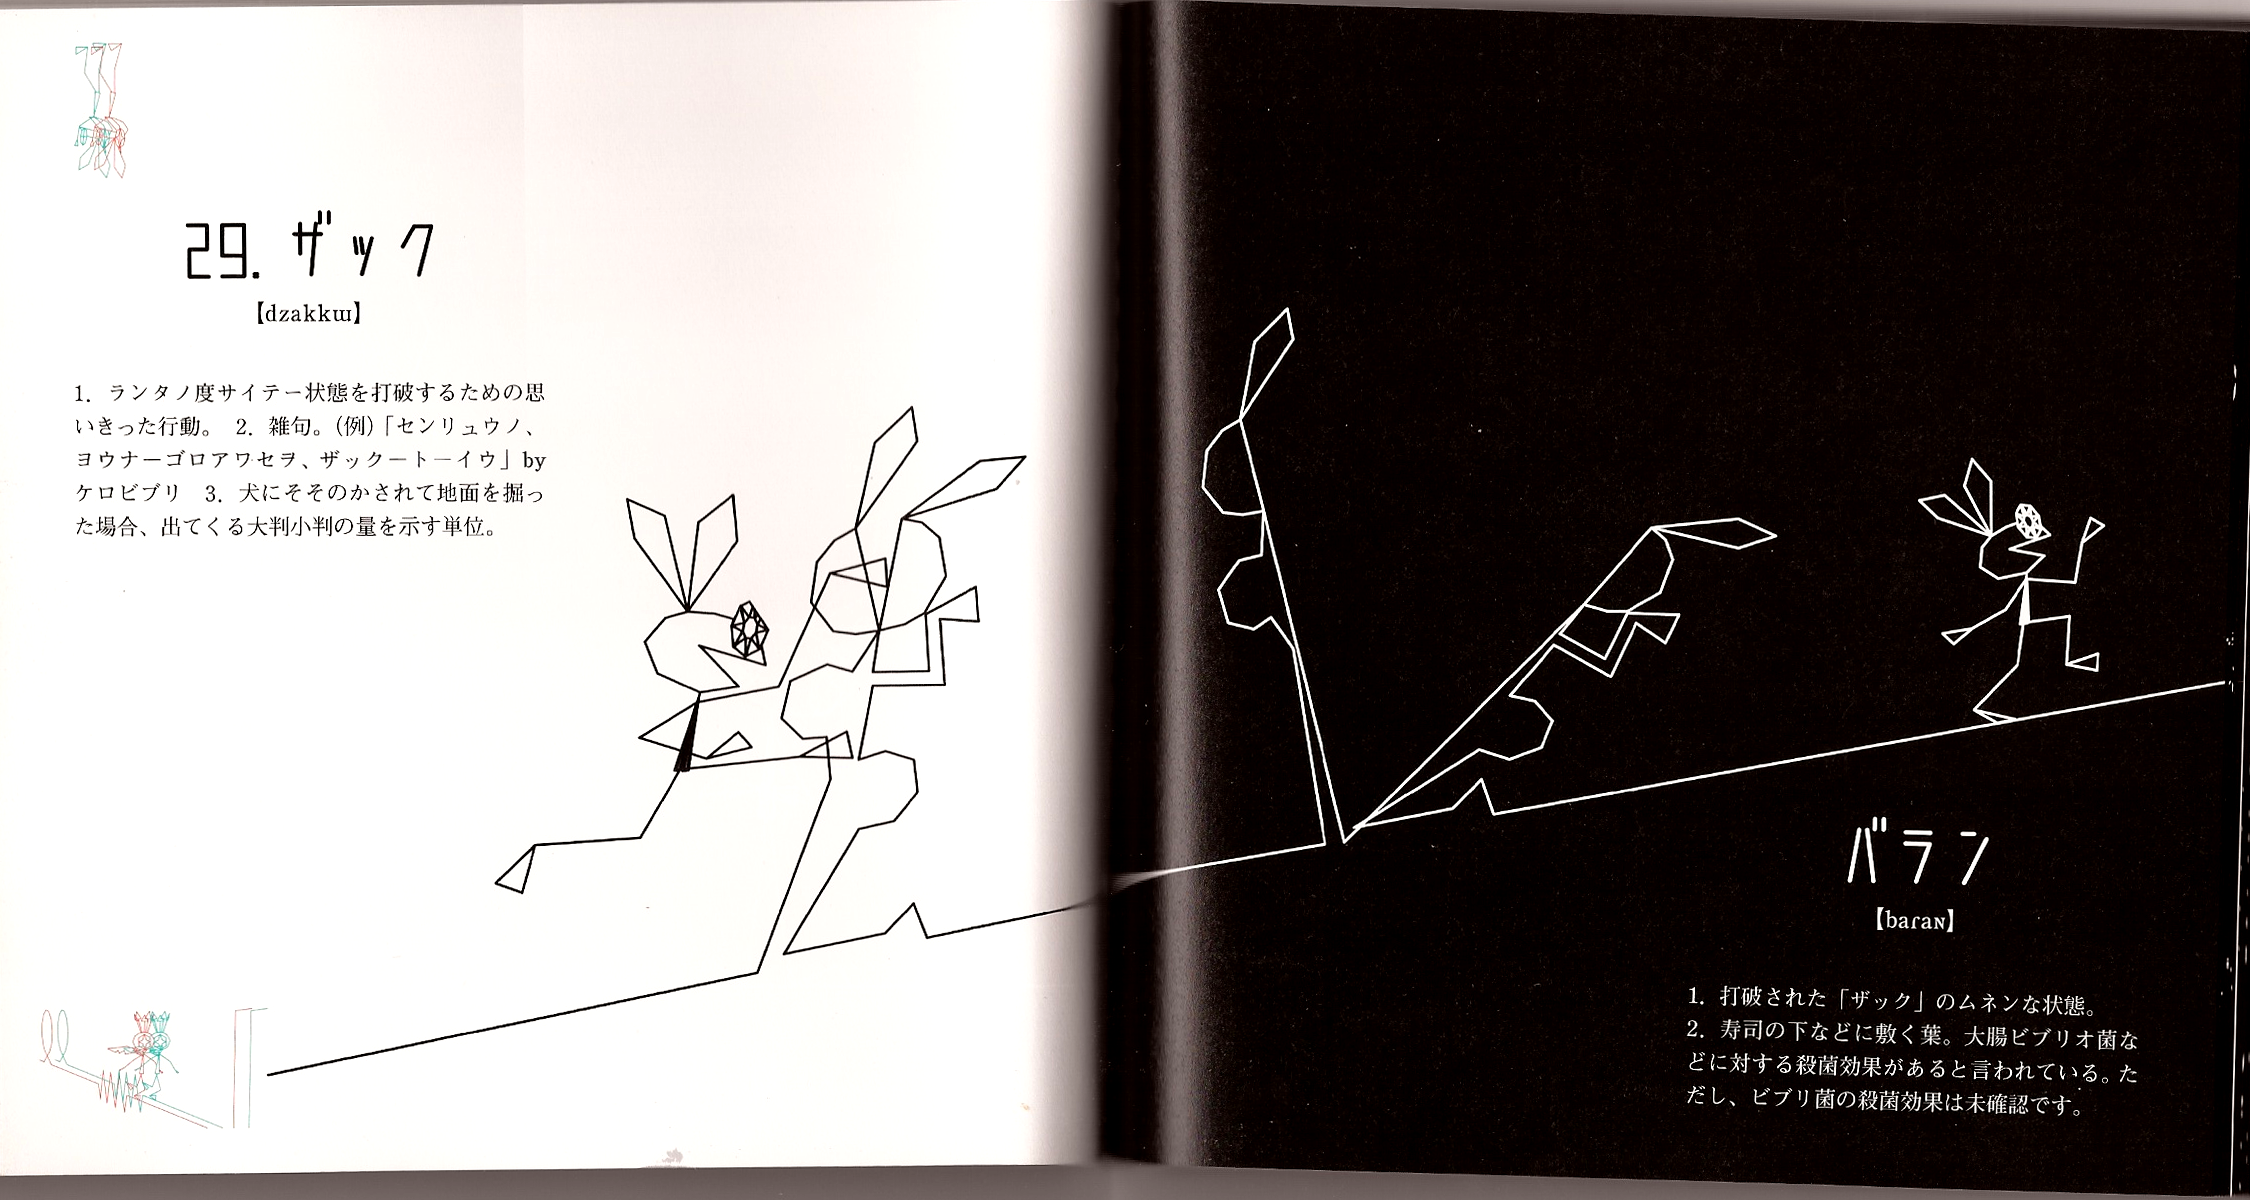 29. ザック
【dzakkɯ】
1. ランタノ度サイテー状態を打破するための思
いきった行動。 2. 雑句。(例)「センリュウノ、
ヨウナーゴロアワセヲ、ザックートーイウ」by
ケロビブリ 3. 犬にそそのかされて地面を掘っ
た場合、出てくる大判小判の量を示す単位。
バラン
【baɾaɴ】
1. 打破された「ザック」のムネンな状態。
2. 寿司の下などに敷く葉。大腸ビブリオ菌な
どに対する殺菌効果があると言われている。た
だし、ビブリ菌の殺菌効果は未確認です。